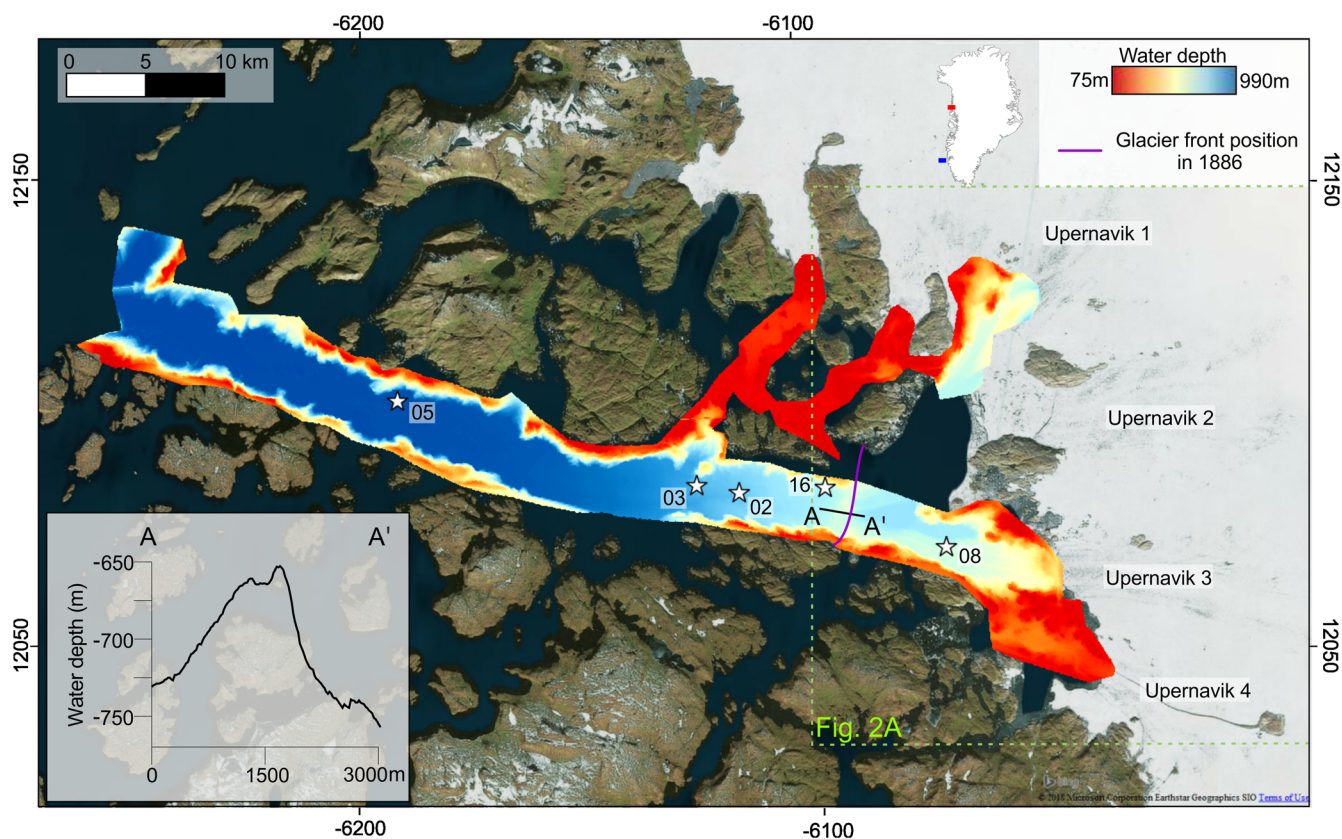 -6200
-6100
0
5
10 km
Water depth
75m
990m
Glacier front position
in 1886
12150
12150
Upernavik 1
Upernavik 2
05
03
02
16
A
A'
08
Upernavik 3
Upernavik 4
A
A'
-650
-700
-750
Water depth (m)
0
1500
3000m
12050
12050
Fig. 2A
© 2018 Microsoft Corporation Earthstar Geographics SIO Terms of Use
-6200
-6100